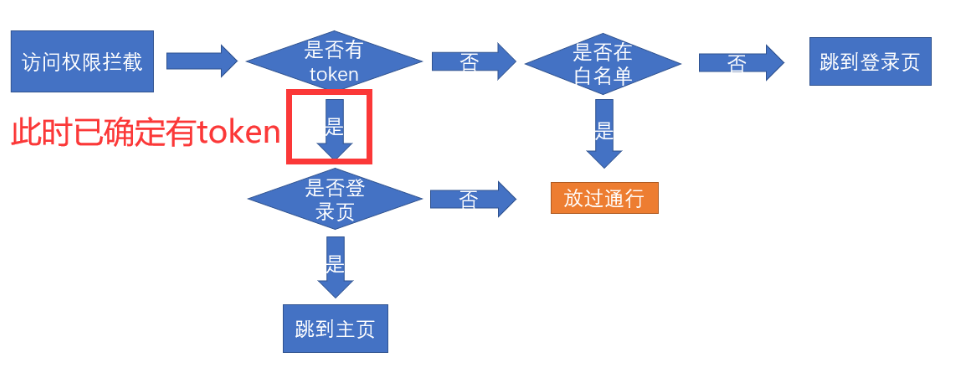 访问权限拦截
是否有
token
否
是否在
白名单
否
跳到登录页
此时已确定有token
是
是
是否登
录页
否
放过通行
是
跳到主页